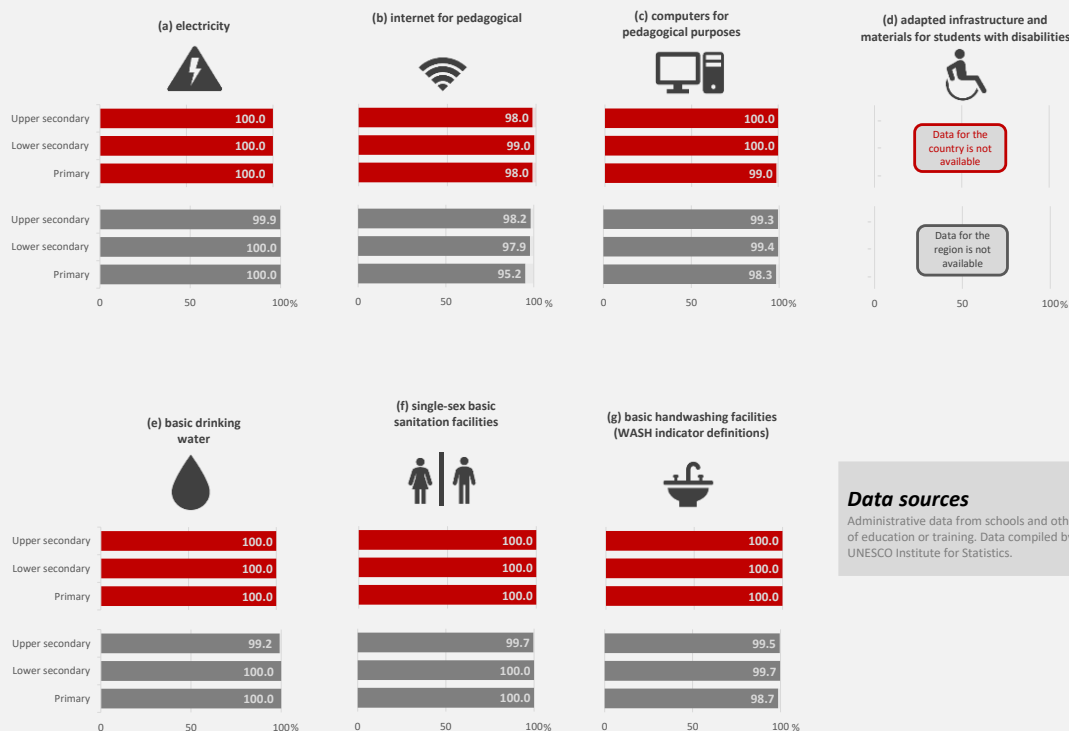 (a) electricity
(b) internet for pedagogical
(c) computers for
pedagogical purposes
(d) adapted infrastructure and
materials for students with disabilities
Upper secondary
100.0
98.0
100.0
Lower secondary
100.0
99.0
100.0
Primary
100.0
98.0
99.0
Data for the
country is not
available
Upper secondary
99.9
98.2
99.3
Lower secondary
100.0
97.9
99.4
Primary
100.0
95.2
98.3
Data for the
region is not
available
0 50 100%
0 50 100%
0 50 100%
0 50 100%
(e) basic drinking
water
(f) single-sex basic
sanitation facilities
(g) basic handwashing facilities
(WASH indicator definitions)
Upper secondary
100.0
100.0
100.0
Lower secondary
100.0
100.0
100.0
Primary
100.0
100.0
100.0
Upper secondary
99.2
99.7
99.5
Lower secondary
100.0
100.0
99.7
Primary
100.0
100.0
98.7
0 50 100%
0 50 100%
0 50 100%
Data sources
Administrative data from schools and
of education or training. Data compiled
UNESCO Institute for Statistics.